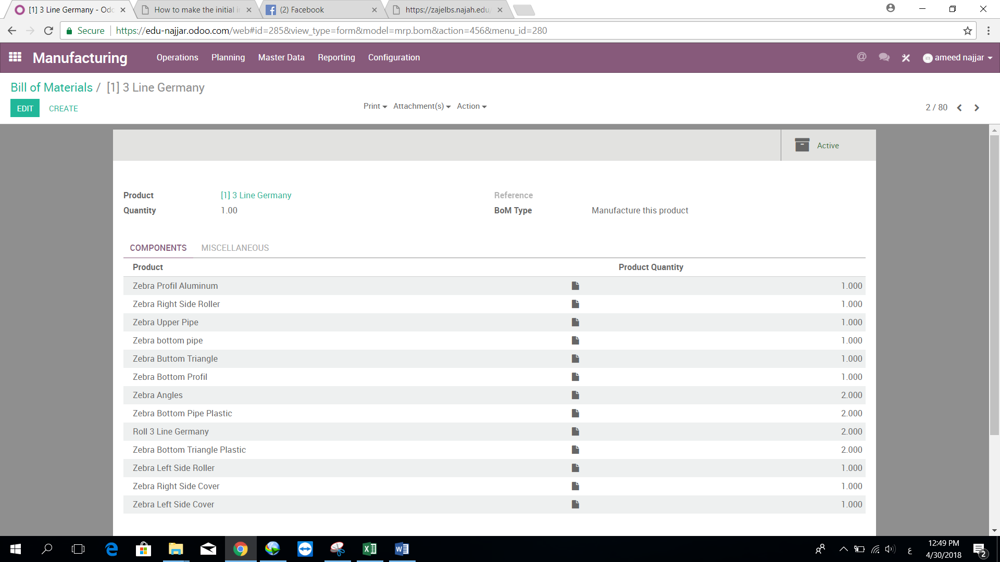 [1] 3 Line Germany - Odo
How to make the initial i
(2) Facebook
https://zajelbs.najah.edu/
Secure
https://edu-najjar.odoo.com/web#id=285&view_type=form&model=mrp.bom&action=456&menu_id=280
Manufacturing
Operations Planning Master Data Reporting Configuration
@
ameed najjar
Bill of Materials / [1] 3 Line Germany
EDIT CREATE
Print Attachment(s) Action
2 / 80
Active
Product [1] 3 Line Germany
Reference
Quantity 1.00
BoM Type Manufacture this product
COMPONENTS MISCELLANEOUS
Product Product Quantity
Zebra Profil Aluminum 1.000
Zebra Right Side Roller 1.000
Zebra Upper Pipe 1.000
Zebra bottom pipe 1.000
Zebra Buttom Triangle 1.000
Zebra Bottom Profil 1.000
Zebra Angles 2.000
Zebra Bottom Pipe Plastic 2.000
Roll 3 Line Germany 2.000
Zebra Bottom Triangle Plastic 2.000
Zebra Left Side Roller 1.000
Zebra Right Side Cover 1.000
Zebra Left Side Cover 1.000
ع
12:49 PM
4/30/2018
2